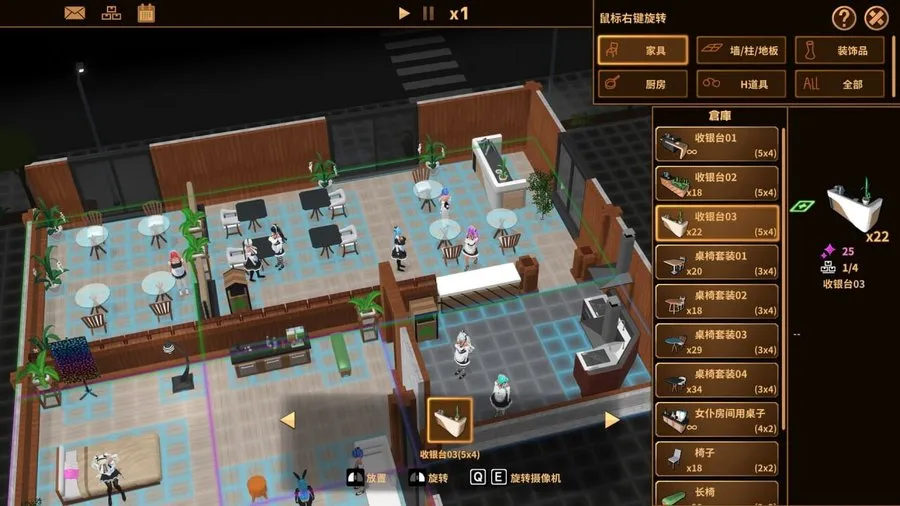 x1
鼠标右键旋转
家具
墙/柱/地板
装饰品
厨房
H道具
ALL 全部
倉庫
收银台01
∞ (5x4)
收银台02
x18 (5x4)
收银台03
x22 (5x4)
桌椅套装01
x20 (3x4)
桌椅套装02
x18 (3x4)
桌椅套装03
x29 (3x4)
桌椅套装04
x34 (3x4)
女仆房间用桌子
∞ (4x2)
椅子
x18 (2x2)
长椅
x22
25
1/4
收银台03
--
收银台03(5x4)
放置
旋转
Q E 旋转摄像机